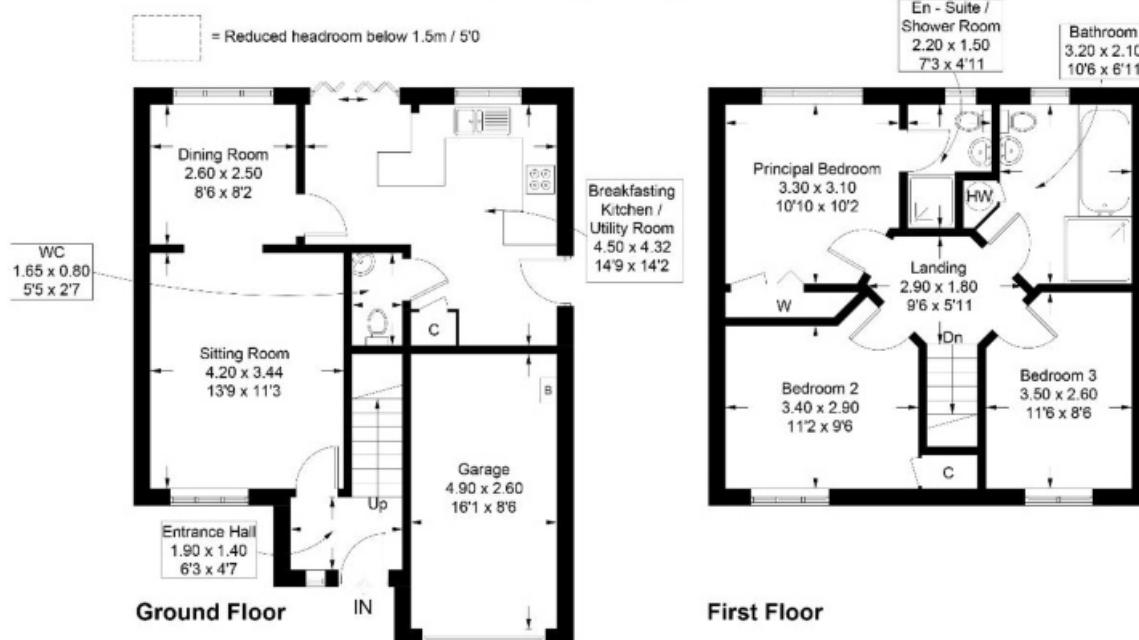 = Reduced headroom below 1.5m / 5'0
Dining Room
2.60 x 2.50
8'6 x 8'2
WC
1.65 x 0.80
5'5 x 2'7
Breakfasting
Kitchen /
Utility Room
4.50 x 4.32
14'9 x 14'2
C
Sitting Room
4.20 x 3.44
13'9 x 11'3
B
Garage
4.90 x 2.60
16'1 x 8'6
Up
Entrance Hall
1.90 x 1.40
6'3 x 4'7
IN
Ground Floor
En - Suite /
Shower Room
2.20 x 1.50
7'3 x 4'11
Bathroom
3.20 x 2.10
10'6 x 6'11
Principal Bedroom
3.30 x 3.10
10'10 x 10'2
HW
Landing
2.90 x 1.80
9'6 x 5'11
W
Dn
Bedroom 2
3.40 x 2.90
11'2 x 9'6
Bedroom 3
3.50 x 2.60
11'6 x 8'6
C
First Floor